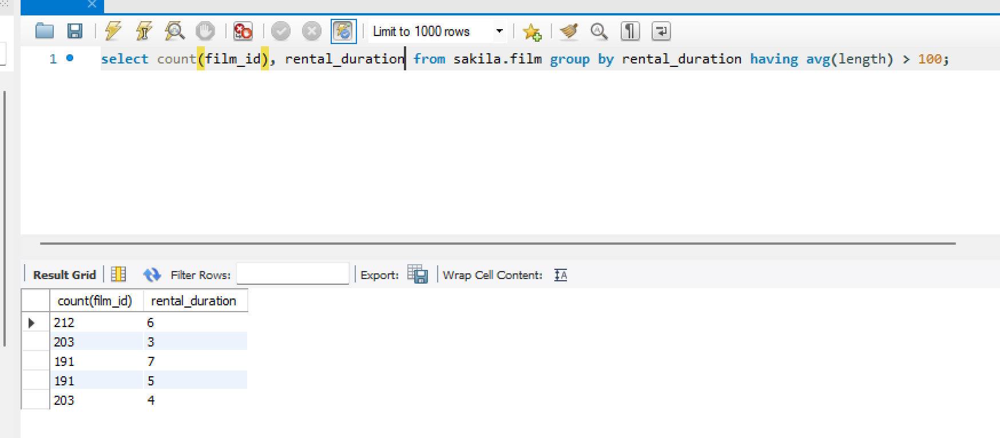 Limit to 1000 rows
1 select count(film_id), rental_duration from sakila.film group by rental_duration having avg(length) > 100;
Result Grid Filter Rows: Export: Wrap Cell Content:
count(film_id) rental_duration
212 6
203 3
191 7
191 5
203 4